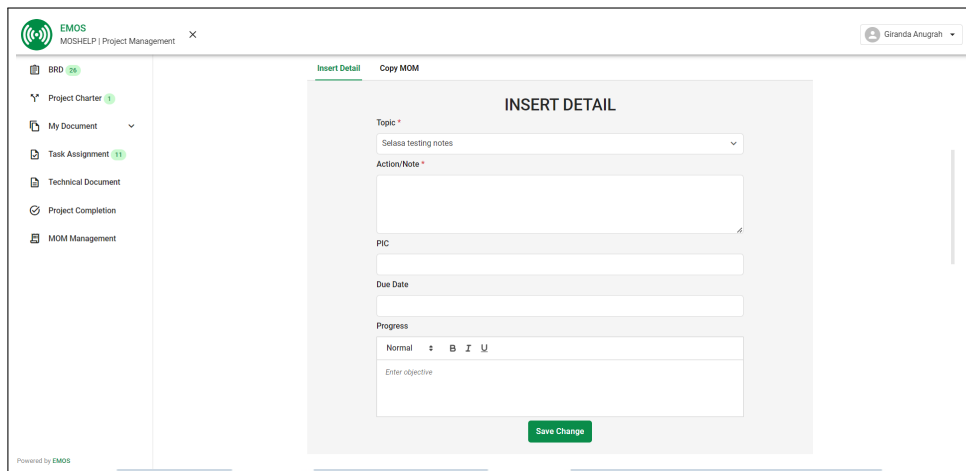 EMOS
MOSHELP | Project Management
Giranda Anugrah
BRD 26
Project Charter 1
My Document
Task Assignment 11
Technical Document
Project Completion
MOM Management
Powered by EMOS
Insert Detail Copy MOM
INSERT DETAIL
Topic *
Selasa testing notes
Action/Note *
PIC
Due Date
Progress
Normal B I U
Enter objective
Save Change